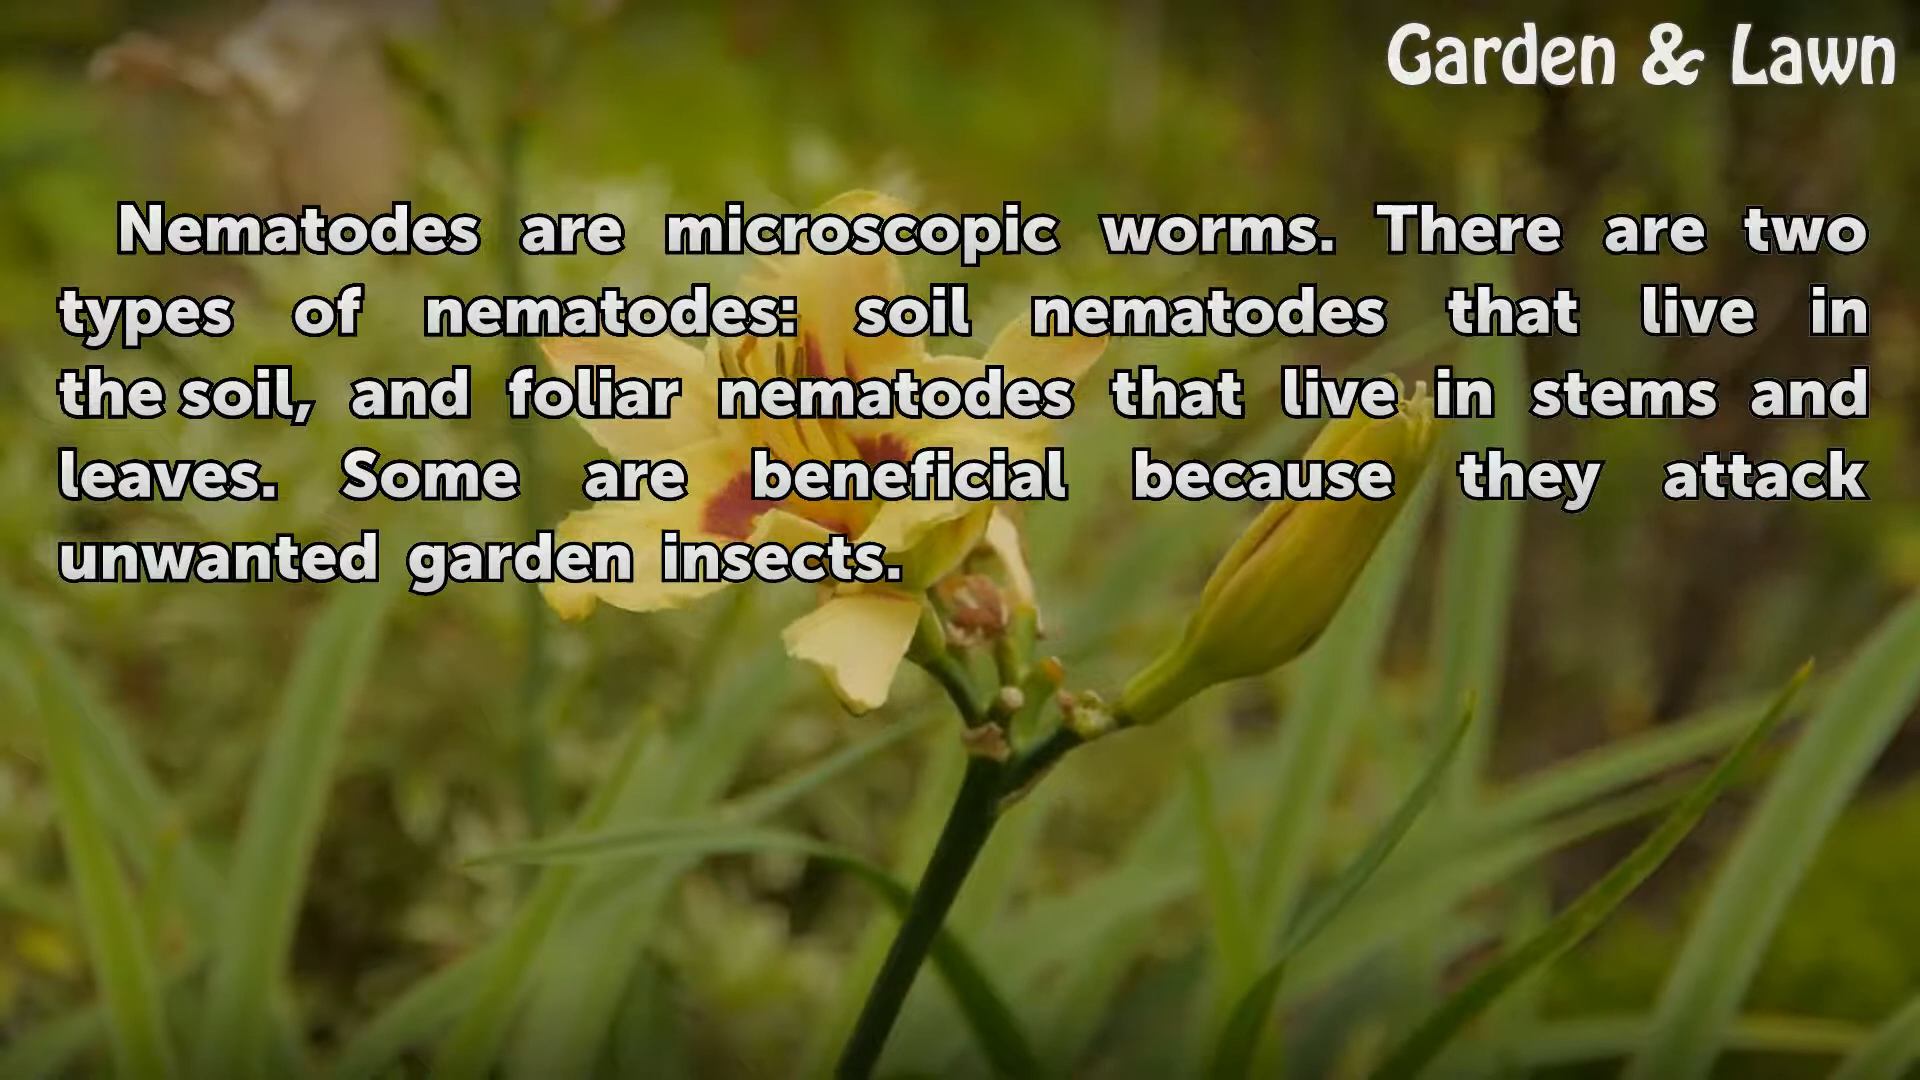 Garden & Lawn
Nematodes are microscopic worms. There are two
types of nematodes: soil nematodes that live in
the soil, and foliar nematodes that live in stems and
leaves. Some are beneficial because they attack
unwanted garden insects.